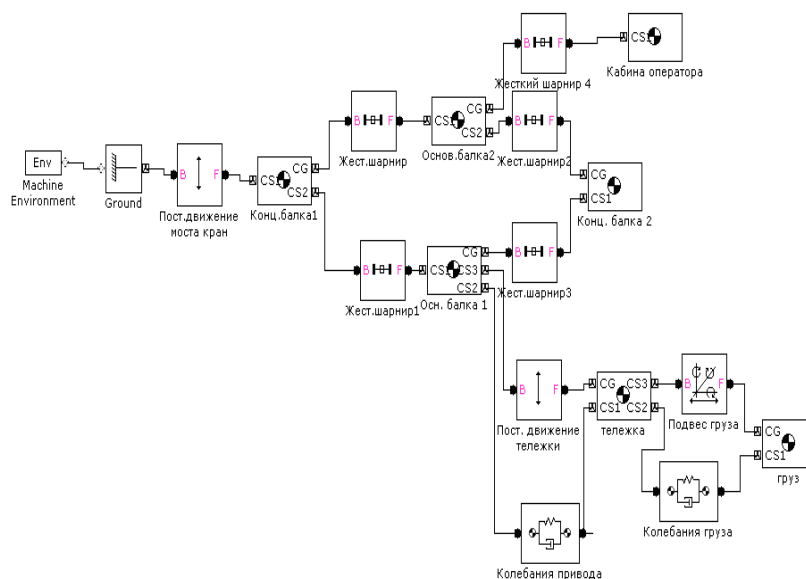 CS1
Кабина оператора
B F
Жесткий шарнир 4
B F
Жест.шарнир
CS1 CG
CS2
Основ.балка2
B F
Жест.шарнир2
Env
Machine
Environment
Ground
B F
Пост.движение
моста кран
CS1 CG
CS2
Конц.балка1
CG
CS1
Конц. балка 2
B F
Жест.шарнир1
CG
CS1 CS3
CS2
Осн. балка 1
B F
Жест.шарнир3
B F
Пост. движение
тележки
CG CS3
CS1 CS2
тележка
B F
Подвес груза
CG
CS1
груз
Колебания груза
Колебания привода